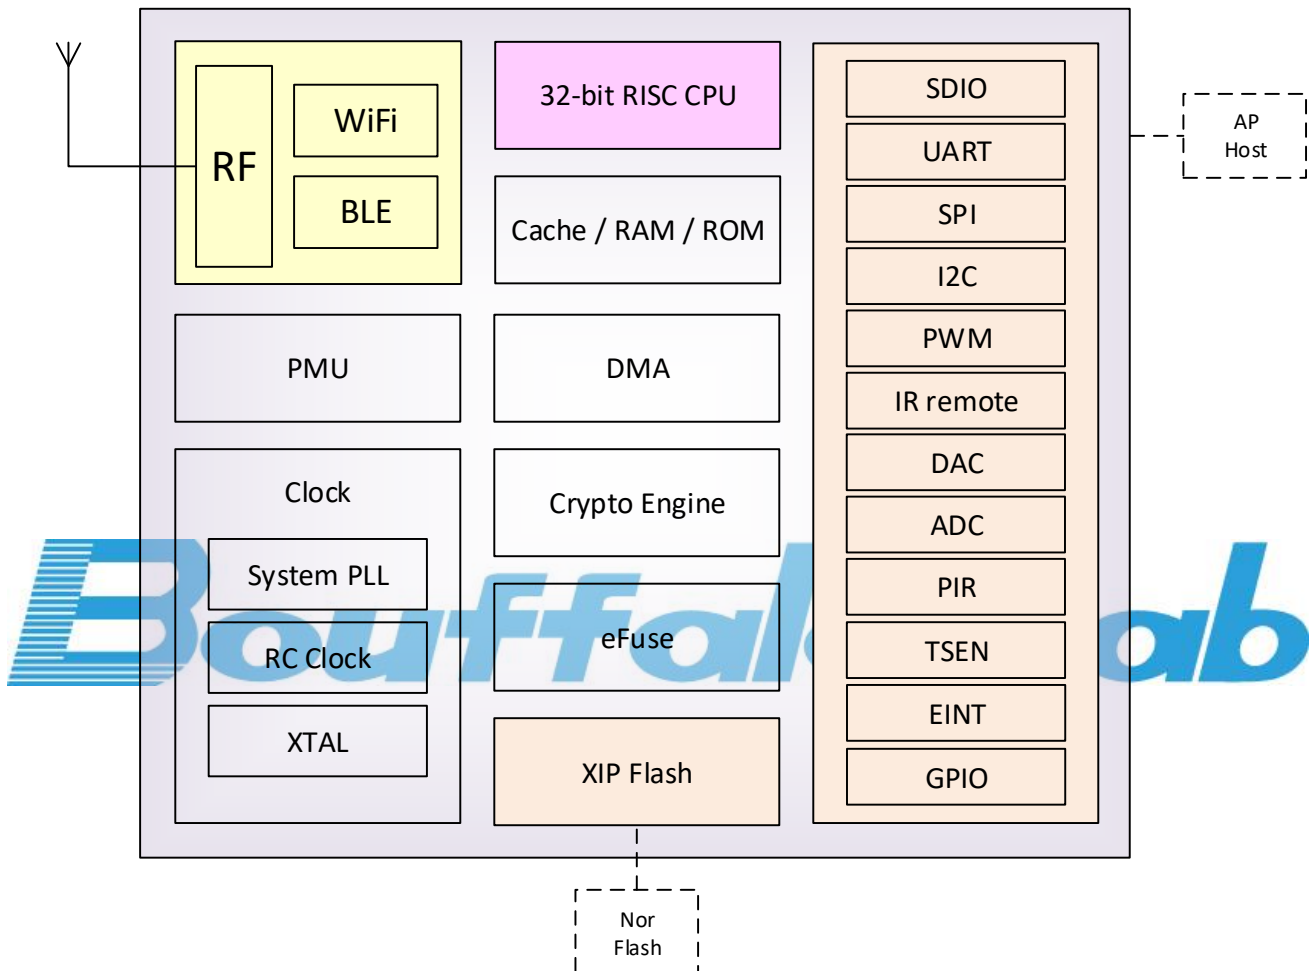 RF
WiFi
BLE
PMU
Clock
System PLL
RC Clock
XTAL
32-bit RISC CPU
Cache / RAM / ROM
DMA
Crypto Engine
eFuse
XIP Flash
SDIO
UART
SPI
I2C
PWM
IR remote
DAC
ADC
PIR
TSEN
EINT
GPIO
AP
Host
Nor
Flash
Bouffalo Lab